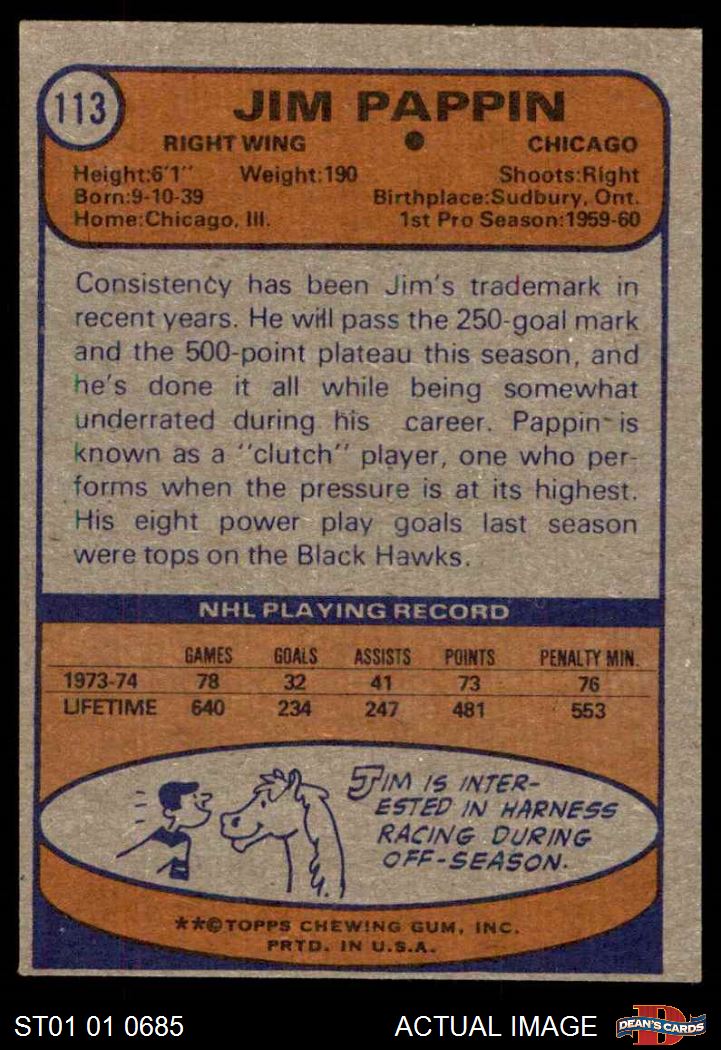 113
JIM PAPPIN
RIGHT WING ● CHICAGO
Height:6'1" Weight:190 Shoots:Right
Born:9-10-39 Birthplace:Sudbury, Ont.
Home:Chicago, Ill. 1st Pro Season:1959-60
Consistency has been Jim's trademark in
recent years. He will pass the 250-goal mark
and the 500-point plateau this season, and
he's done it all while being somewhat
underrated during his career. Pappin is
known as a "clutch" player, one who per-
forms when the pressure is at its highest.
His eight power play goals last season
were tops on the Black Hawks.
NHL PLAYING RECORD
GAMES GOALS ASSISTS POINTS PENALTY MIN.
1973-74 78 32 41 73 76
LIFETIME 640 234 247 481 553
JIM IS INTER-
ESTED IN HARNESS
RACING DURING
OFF-SEASON.
**©TOPPS CHEWING GUM, INC.
PRTD. IN U.S.A.
ST01 01 0685 ACTUAL IMAGE D DEAN'S CARDS